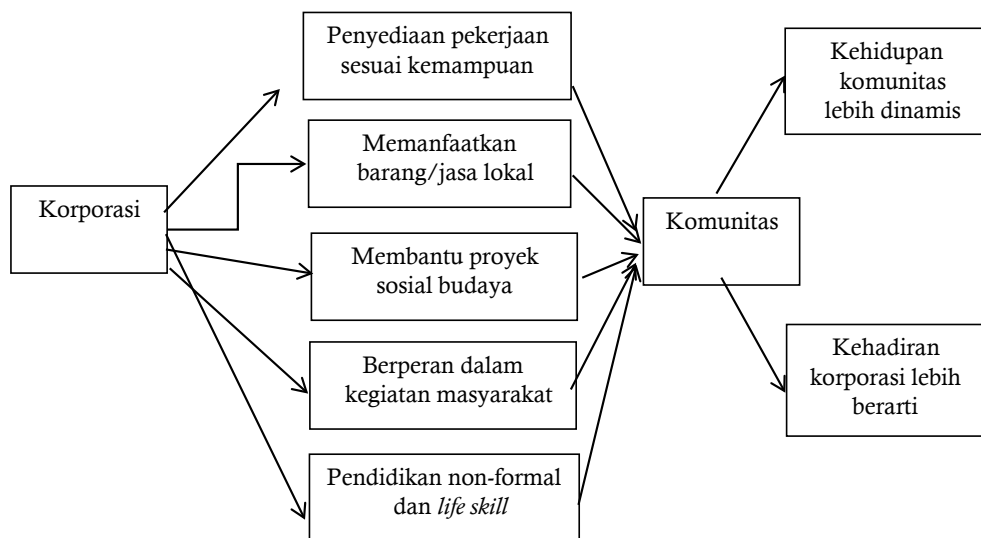 Korporasi
Penyediaan pekerjaan
sesuai kemampuan
Memanfaatkan
barang/jasa lokal
Membantu proyek
sosial budaya
Berperan dalam
kegiatan masyarakat
Pendidikan non-formal
dan life skill
Komunitas
Kehidupan
komunitas
lebih dinamis
Kehadiran
korporasi lebih
berarti